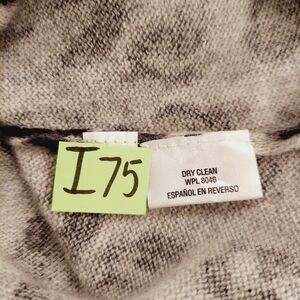 I75
DRY CLEAN
WPL 8046
ESPAÑOL EN REVERSO